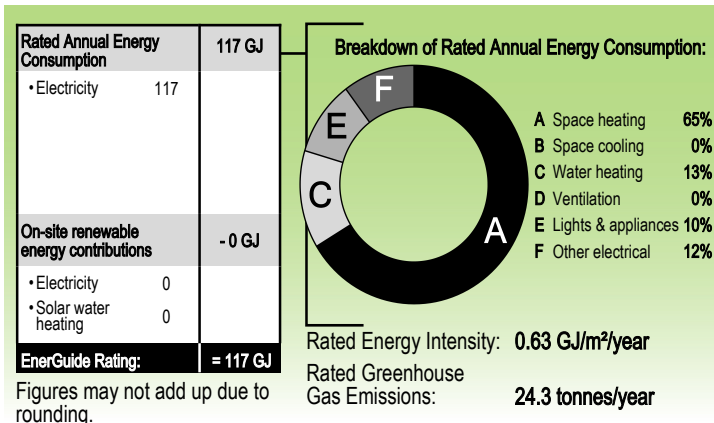 Rated Annual Energy Consumption 117 GJ
• Electricity 117
On-site renewable energy contributions - 0 GJ
• Electricity 0
• Solar water heating 0
EnerGuide Rating: = 117 GJ
Figures may not add up due to
rounding.
Breakdown of Rated Annual Energy Consumption:
F
E
C
A
A Space heating 65%
B Space cooling 0%
C Water heating 13%
D Ventilation 0%
E Lights & appliances 10%
F Other electrical 12%
Rated Energy Intensity: 0.63 GJ/m²/year
Rated Greenhouse
Gas Emissions: 24.3 tonnes/year